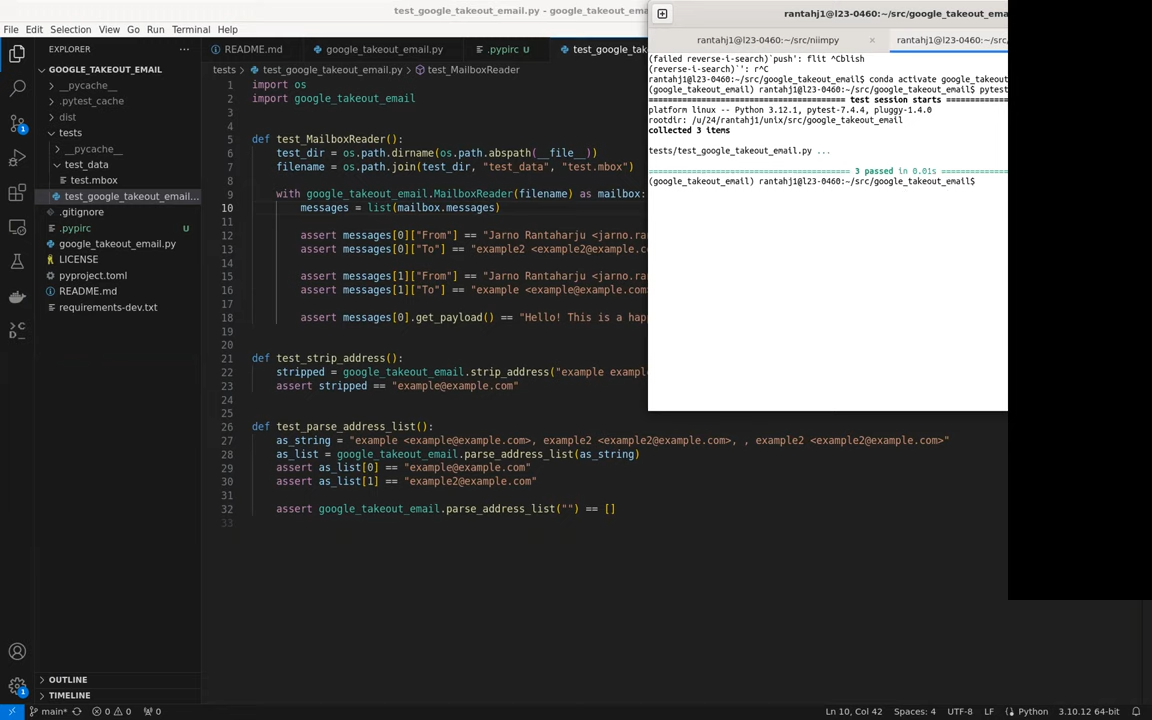 test_google_takeout_email.py - google_takeout_ema
File Edit Selection View Go Run Terminal Help
EXPLORER
README.md
google_takeout_email.py
.pypirc U
test_google_ta
GOOGLE_TAKEOUT_EMAIL
__pycache__
.pytest_cache
dist
tests
__pycache__
test_data
test.mbox
test_google_takeout_email...
.gitignore
.pypirc U
google_takeout_email.py
LICENSE
pyproject.toml
README.md
requirements-dev.txt
OUTLINE
TIMELINE
tests > test_google_takeout_email.py > test_MailboxReader
1 import os
2 import google_takeout_email
3
4
5 def test_MailboxReader():
6 test_dir = os.path.dirname(os.path.abspath(__file__))
7 filename = os.path.join(test_dir, "test_data", "test.mbox")
8
9 with google_takeout_email.MailboxReader(filename) as mailbox:
10 messages = list(mailbox.messages)
11
12 assert messages[0]["From"] == "Jarno Rantaharju <jarno.ra
13 assert messages[0]["To"] == "example2 <example2@example.c
14
15 assert messages[1]["From"] == "Jarno Rantaharju <jarno.ra
16 assert messages[1]["To"] == "example <example@example.com
17
18 assert messages[0].get_payload() == "Hello! This is a hap
19
20
21 def test_strip_address():
22 stripped = google_takeout_email.strip_address("example exampl
23 assert stripped == "example@example.com"
24
25
26 def test_parse_address_list():
27 as_string = "example <example@example.com>, example2 <example2@example.com>, , example2 <example2@example.com>"
28 as_list = google_takeout_email.parse_address_list(as_string)
29 assert as_list[0] == "example@example.com"
30 assert as_list[1] == "example2@example.com"
31
32 assert google_takeout_email.parse_address_list("") == []
33
rantahj1@l23-0460:~/src/google_takeout_ema
rantahj1@l23-0460:~/src/niimpy ×
rantahj1@l23-0460:~/src,
(failed reverse-i-search)`push': flit ^Cblish
(reverse-i-search)`': r^C
rantahj1@l23-0460:~/src/google_takeout_email$ conda activate google_takeout
(google_takeout_email) rantahj1@l23-0460:~/src/google_takeout_email$ pytest
======================================== test session starts =============
platform linux -- Python 3.12.1, pytest-7.4.4, pluggy-1.4.0
rootdir: /u/24/rantahj1/unix/src/google_takeout_email
collected 3 items
tests/test_google_takeout_email.py ...
========================================= 3 passed in 0.01s ==============
(google_takeout_email) rantahj1@l23-0460:~/src/google_takeout_email$
1
1
main*
0 0
0
Ln 10, Col 42
Spaces: 4
UTF-8
LF
Python
3.10.12 64-bit